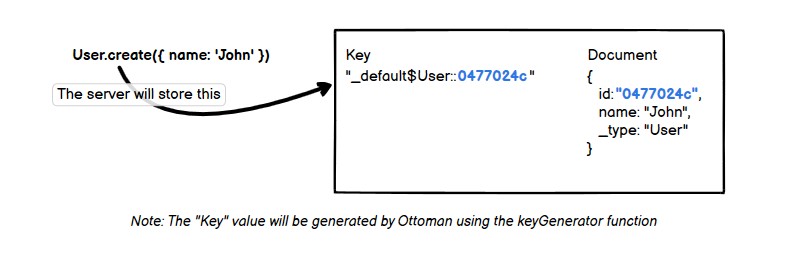 User.create({ name: 'John' })
The server will store this
Key
"_default$User::0477024c"
Document
{
id:"0477024c",
name: "John",
_type: "User"
}
Note: The "Key" value will be generated by Ottoman using the keyGenerator function